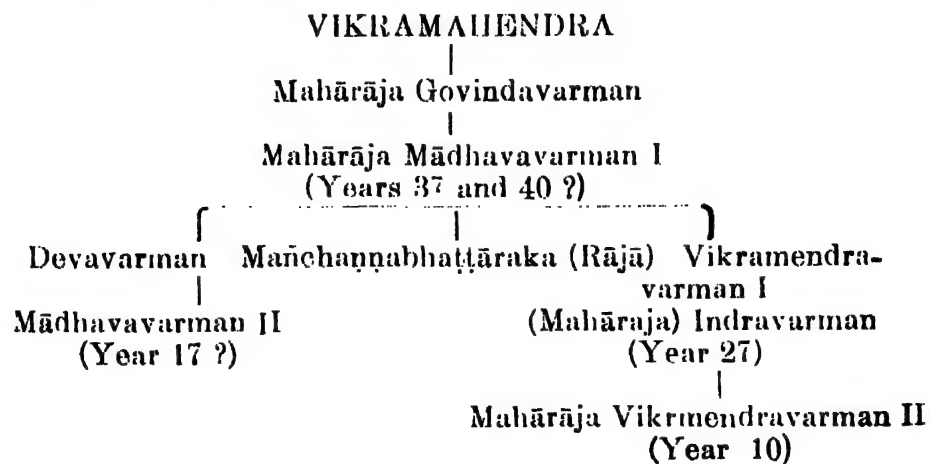 VIKRAMAHENDRA
Mahārāja Govindavarman
Mahārāja Mādhavavarman I
(Years 37 and 40 ?)
Devavarman Mañchaṇṇabhaṭṭāraka (Rājā) Vikramendra-
varman I
Mādhavavarman II (Mahāraja) Indravarman
(Year 17 ?) (Year 27)
Mahārāja Vikrmendravarman II
(Year 10)